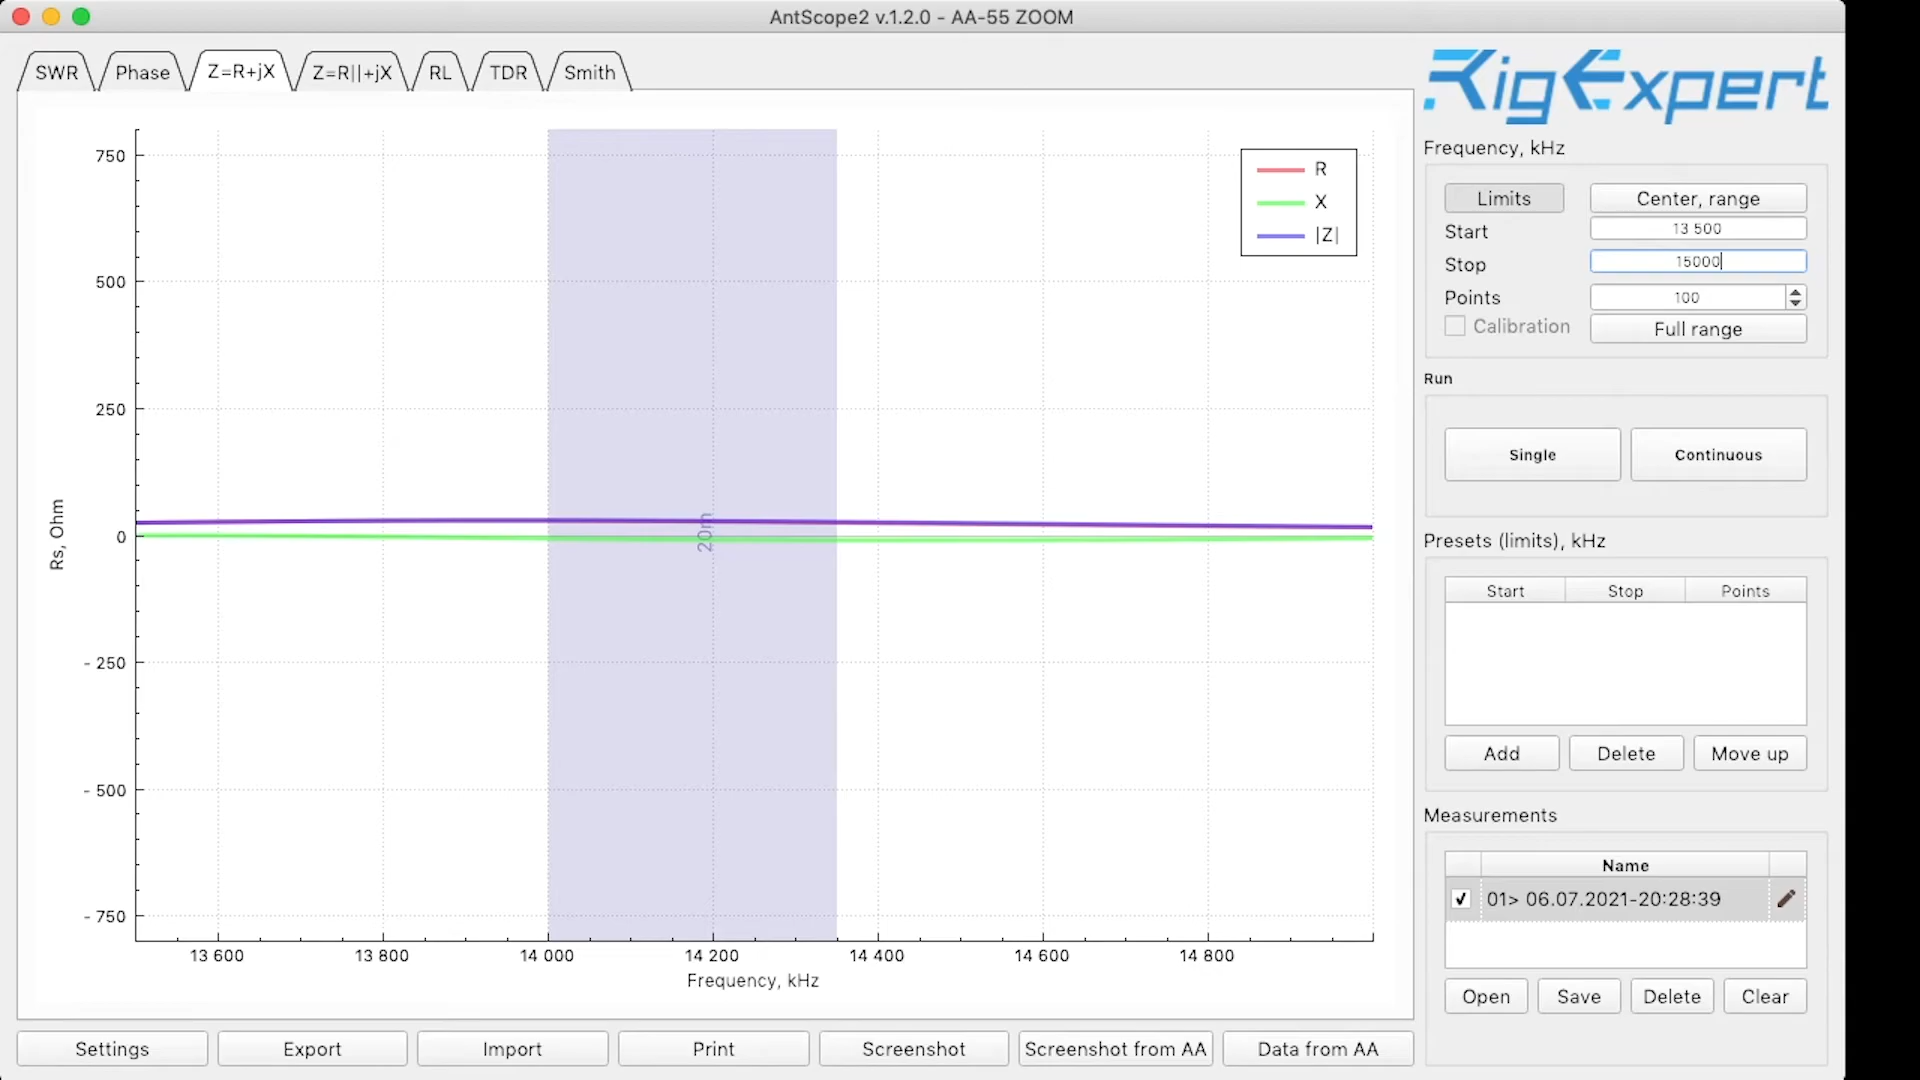 AntScope2 v.1.2.0 - AA-55 ZOOM
SWR
Phase
Z=R+jX
Z=R||+jX
RL
TDR
Smith
RigExpert
Frequency, kHz
Limits
Center, range
Start
13 500
Stop
15000
Points
100
Calibration
Full range
Run
Single
Continuous
Presets (limits), kHz
Start
Stop
Points
Add
Delete
Move up
Measurements
Name
01> 06.07.2021-20:28:39
Open
Save
Delete
Clear
R
X
|Z|
750
500
250
0
- 250
- 500
- 750
Rs, Ohm
20m
13 600
13 800
14 000
14 200
14 400
14 600
14 800
Frequency, kHz
Settings
Export
Import
Print
Screenshot
Screenshot from AA
Data from AA